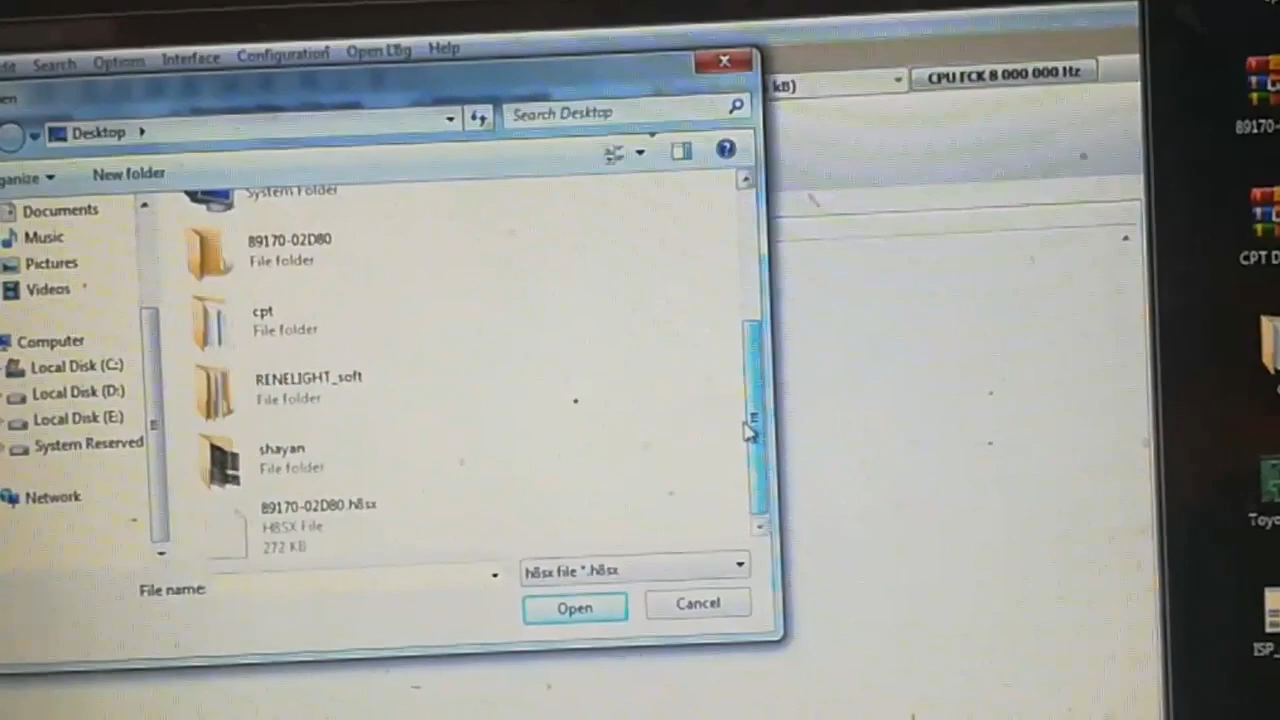 Search Options Interface Configuration Open Log Help
kB)
CPU FCK 8 000 000 Hz
Desktop
Search Desktop
New folder
System Folder
Documents
Music
Pictures
Videos
Computer
Local Disk (C:)
Local Disk (D:)
Local Disk (E:)
System Reserved
Network
89170-02D80
File folder
cpt
File folder
RENELIGHT_soft
File folder
shayan
File folder
89170-02D80.h8sx
H8SX File
272 KB
File name:
h8sx file *.h8sx
Open
Cancel
89170-
CPT D
Toyo
ISP_